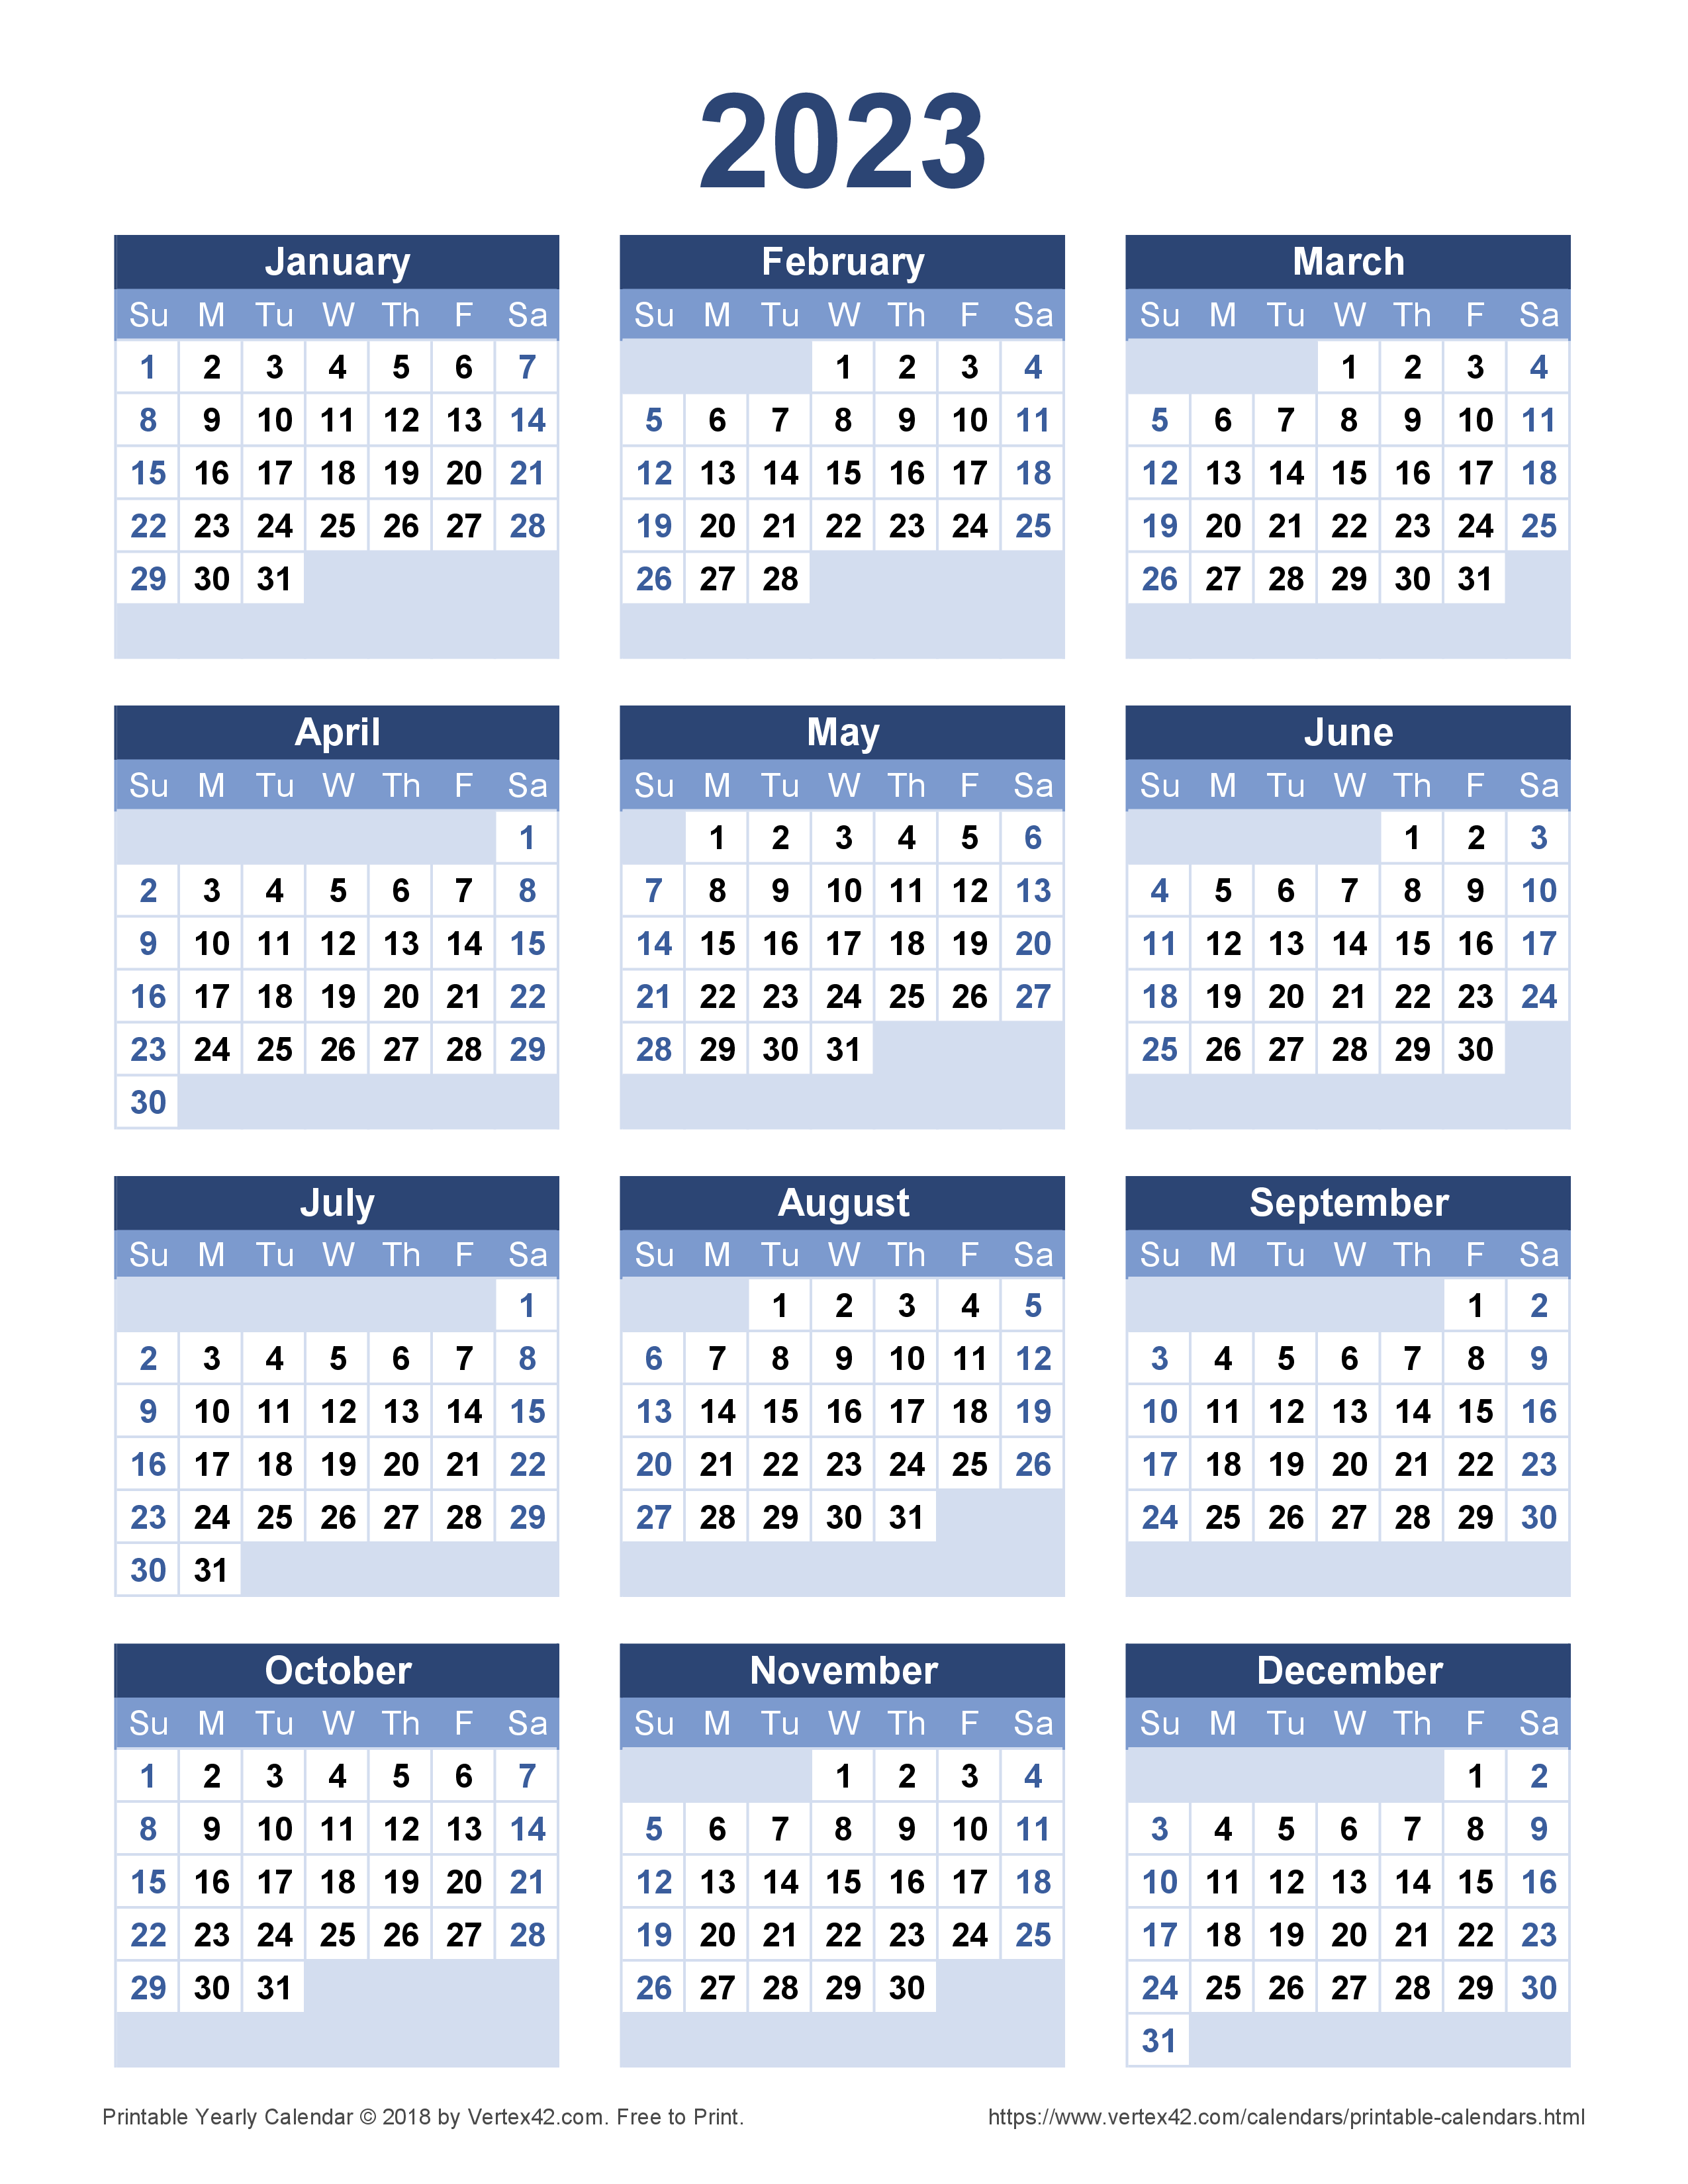 2023
January
Su M Tu W Th F Sa
1 2 3 4 5 6 7
8 9 10 11 12 13 14
15 16 17 18 19 20 21
22 23 24 25 26 27 28
29 30 31
February
Su M Tu W Th F Sa
1 2 3 4
5 6 7 8 9 10 11
12 13 14 15 16 17 18
19 20 21 22 23 24 25
26 27 28
March
Su M Tu W Th F Sa
1 2 3 4
5 6 7 8 9 10 11
12 13 14 15 16 17 18
19 20 21 22 23 24 25
26 27 28 29 30 31
April
Su M Tu W Th F Sa
1
2 3 4 5 6 7 8
9 10 11 12 13 14 15
16 17 18 19 20 21 22
23 24 25 26 27 28 29
30
May
Su M Tu W Th F Sa
1 2 3 4 5 6
7 8 9 10 11 12 13
14 15 16 17 18 19 20
21 22 23 24 25 26 27
28 29 30 31
June
Su M Tu W Th F Sa
1 2 3
4 5 6 7 8 9 10
11 12 13 14 15 16 17
18 19 20 21 22 23 24
25 26 27 28 29 30
July
Su M Tu W Th F Sa
1
2 3 4 5 6 7 8
9 10 11 12 13 14 15
16 17 18 19 20 21 22
23 24 25 26 27 28 29
30 31
August
Su M Tu W Th F Sa
1 2 3 4 5
6 7 8 9 10 11 12
13 14 15 16 17 18 19
20 21 22 23 24 25 26
27 28 29 30 31
September
Su M Tu W Th F Sa
1 2
3 4 5 6 7 8 9
10 11 12 13 14 15 16
17 18 19 20 21 22 23
24 25 26 27 28 29 30
October
Su M Tu W Th F Sa
1 2 3 4 5 6 7
8 9 10 11 12 13 14
15 16 17 18 19 20 21
22 23 24 25 26 27 28
29 30 31
November
Su M Tu W Th F Sa
1 2 3 4
5 6 7 8 9 10 11
12 13 14 15 16 17 18
19 20 21 22 23 24 25
26 27 28 29 30
December
Su M Tu W Th F Sa
1 2
3 4 5 6 7 8 9
10 11 12 13 14 15 16
17 18 19 20 21 22 23
24 25 26 27 28 29 30
31
Printable Yearly Calendar © 2018 by Vertex42.com. Free to Print.
https://www.vertex42.com/calendars/printable-calendars.html